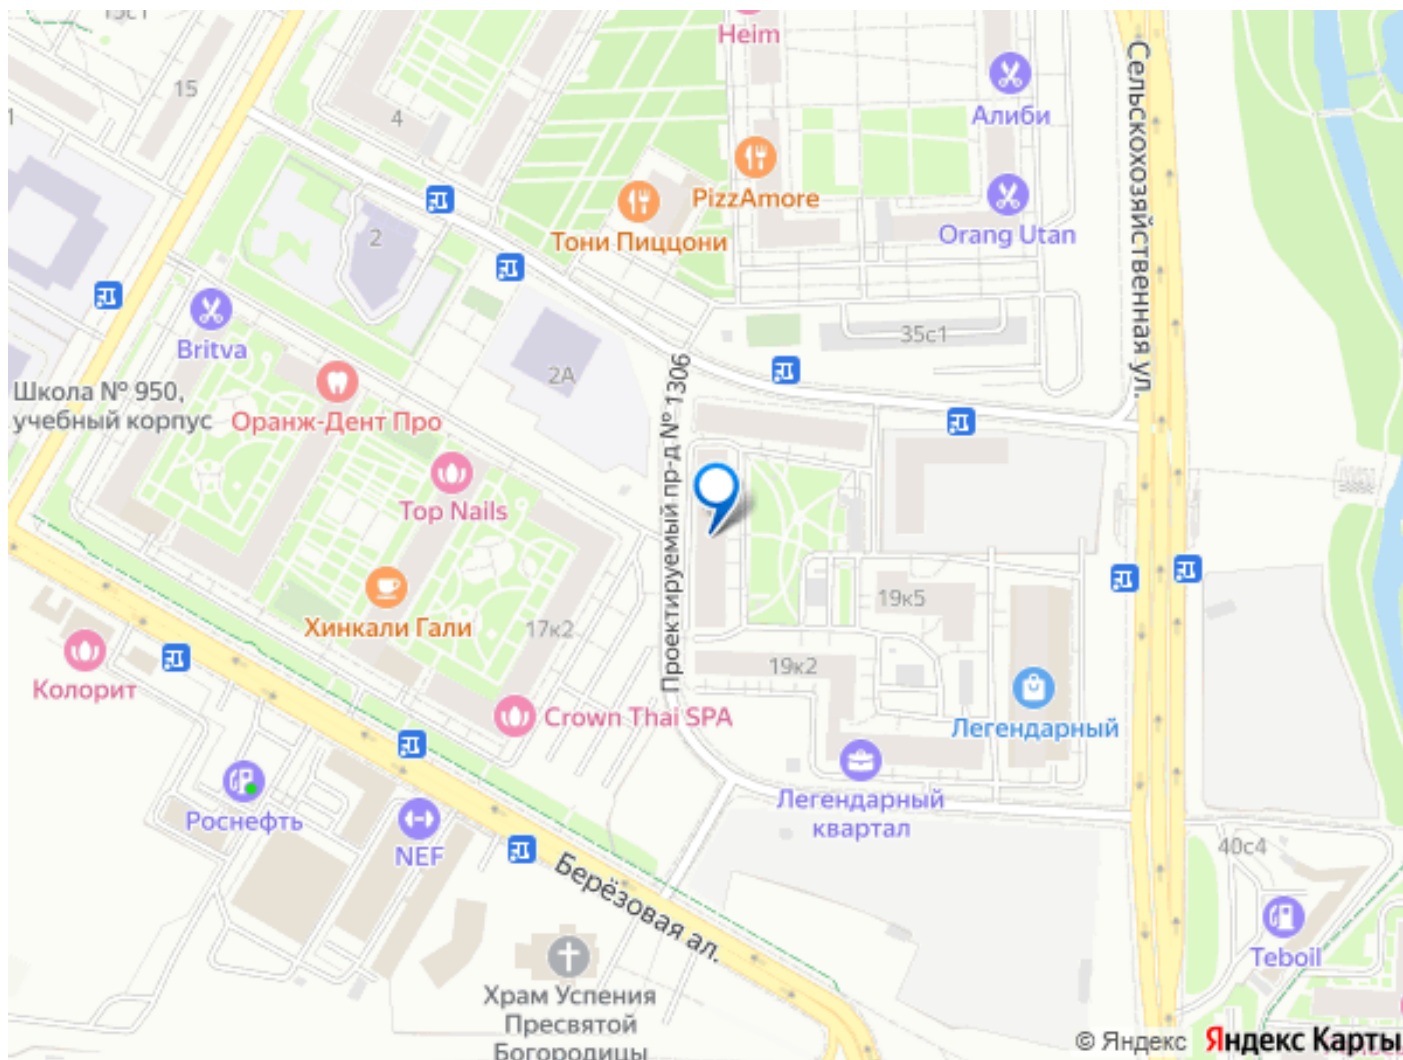 Heim
15
Сельскохозяйственная ул.
Алиби
4
PizzAmore
Тони Пиццони
2
Orang Utan
35с1
Britva
2А
Проектируемый пр-д № 1306
Школа № 950,
учебный корпус
Оранж-Дент Про
Top Nails
Хинкали Гали
17к2
19к5
19к2
Колорит
Crown Thai SPA
Легендарный
Легендарный
квартал
Роснефть
NEF
Берёзовая ал.
40с4
Teboil
Храм Успения
Пресвятой
Богородицы
© Яндекс Яндекс Карты